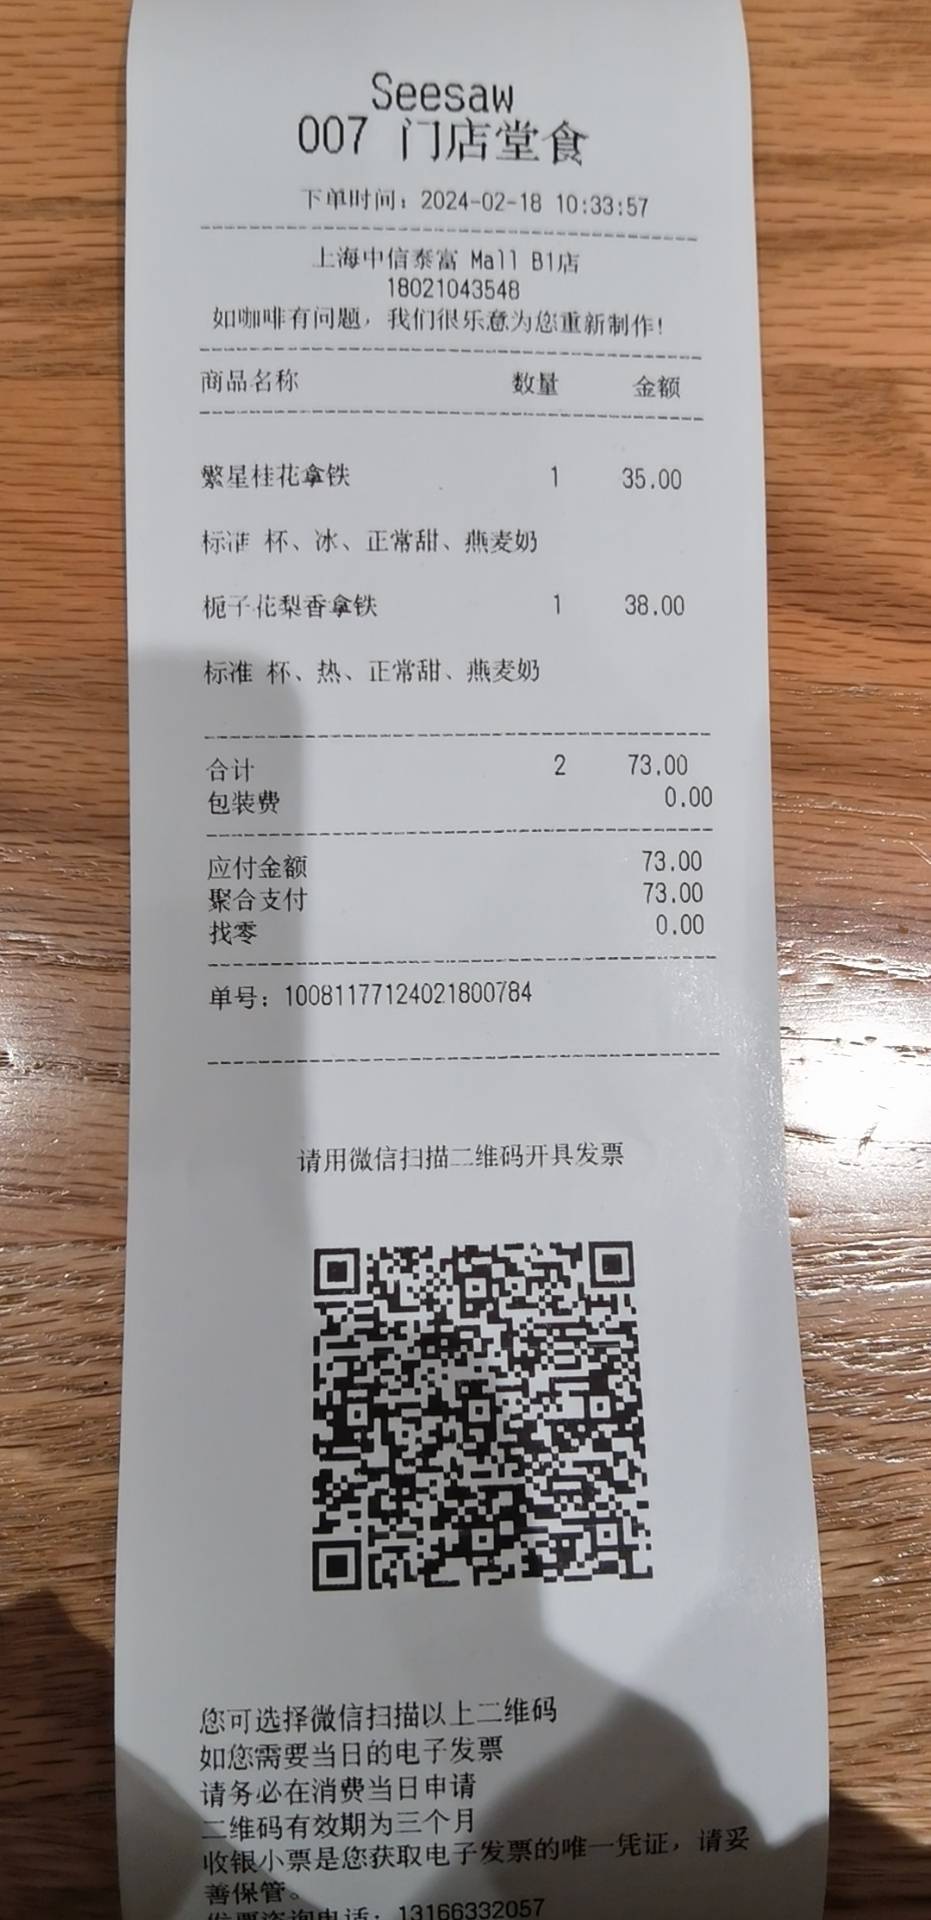 Seesaw
007 门店堂食
下单时间：2024-02-18 10:33:57
上海中信泰富 Mall B1店
18021043548
如咖啡有问题，我们很乐意为您重新制作！
商品名称 数量 金额
繁星桂花拿铁 1 35.00
标准 杯、冰、正常甜、燕麦奶
栀子花梨香拿铁 1 38.00
标准 杯、热、正常甜、燕麦奶
合计 2 73.00
包装费 0.00
应付金额 73.00
聚合支付 73.00
找零 0.00
单号：10081177124021800784
请用微信扫描二维码开具发票
您可选择微信扫描以上二维码
如您需要当日的电子发票
请务必在消费当日申请
二维码有效期为三个月
收银小票是您获取电子发票的唯一凭证，请妥
善保管。
发票咨询电话：13166332057